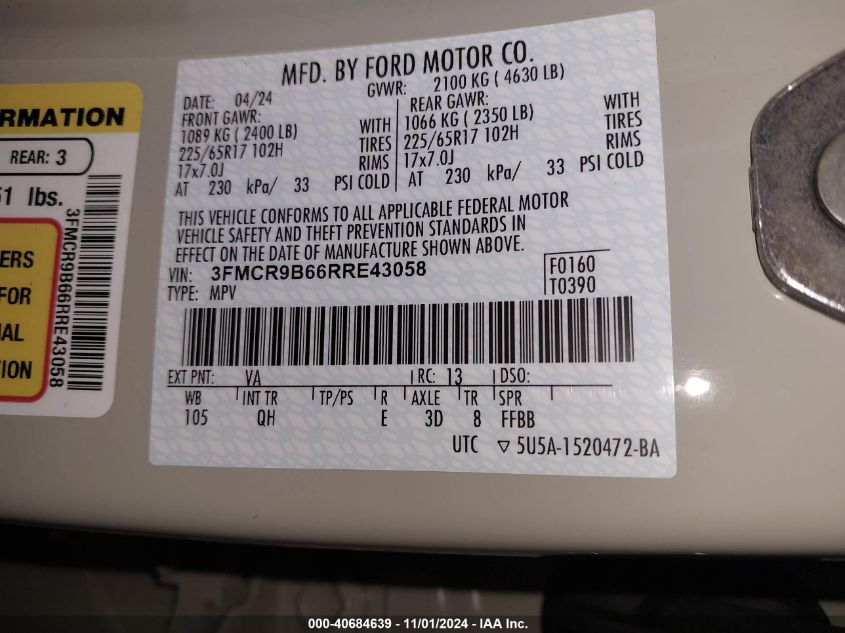 MFD. BY FORD MOTOR CO.
DATE: 04/24 GVWR: 2100 KG ( 4630 LB)
FRONT GAWR: REAR GAWR:
1089 KG ( 2400 LB) WITH 1066 KG ( 2350 LB) WITH
225/65R17 102H TIRES 225/65R17 102H TIRES
17x7.0J RIMS 17x7.0J RIMS
AT 230 kPa/ 33 PSI COLD AT 230 kPa/ 33 PSI COLD
THIS VEHICLE CONFORMS TO ALL APPLICABLE FEDERAL MOTOR
VEHICLE SAFETY AND THEFT PREVENTION STANDARDS IN
EFFECT ON THE DATE OF MANUFACTURE SHOWN ABOVE.
VIN: 3FMCR9B66RRE43058 F0160
TYPE: MPV T0390
EXT PNT: VA RC: 13 DSO:
WB INT TR TP/PS R AXLE TR SPR
105 QH E 3D 8 FFBB
UTC ▽ 5U5A-1520472-BA
RMATION
REAR: 3
51 lbs.
3FMCR9B66RRE43058
ERS
FOR
AL
ION
000-40684639 - 11/01/2024 - IAA Inc.